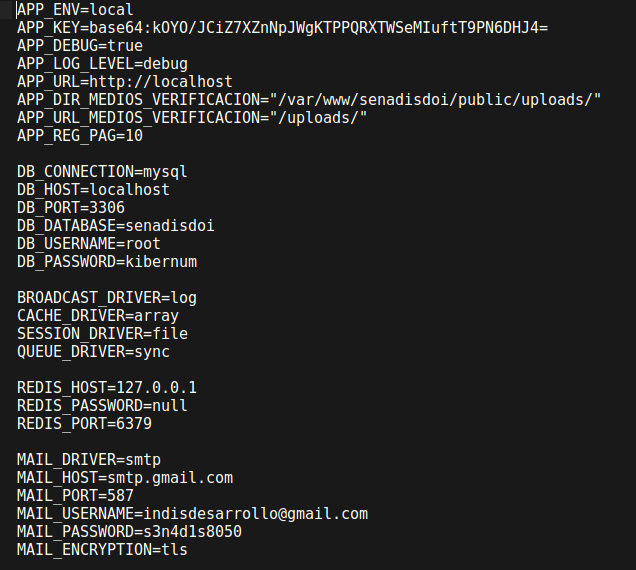 APP_ENV=local
APP_KEY=base64:kOYO/JCiZ7XZnNpJWgKTPPQRXTWSeMIuftT9PN6DHJ4=
APP_DEBUG=true
APP_LOG_LEVEL=debug
APP_URL=http://localhost
APP_DIR_MEDIOS_VERIFICACION="/var/www/senadisdoi/public/uploads/"
APP_URL_MEDIOS_VERIFICACION="/uploads/"
APP_REG_PAG=10
DB_CONNECTION=mysql
DB_HOST=localhost
DB_PORT=3306
DB_DATABASE=senadisdoi
DB_USERNAME=root
DB_PASSWORD=kibernum
BROADCAST_DRIVER=log
CACHE_DRIVER=array
SESSION_DRIVER=file
QUEUE_DRIVER=sync
REDIS_HOST=127.0.0.1
REDIS_PASSWORD=null
REDIS_PORT=6379
MAIL_DRIVER=smtp
MAIL_HOST=smtp.gmail.com
MAIL_PORT=587
MAIL_USERNAME=indisdesarrollo@gmail.com
MAIL_PASSWORD=s3n4d1s8050
MAIL_ENCRYPTION=tls